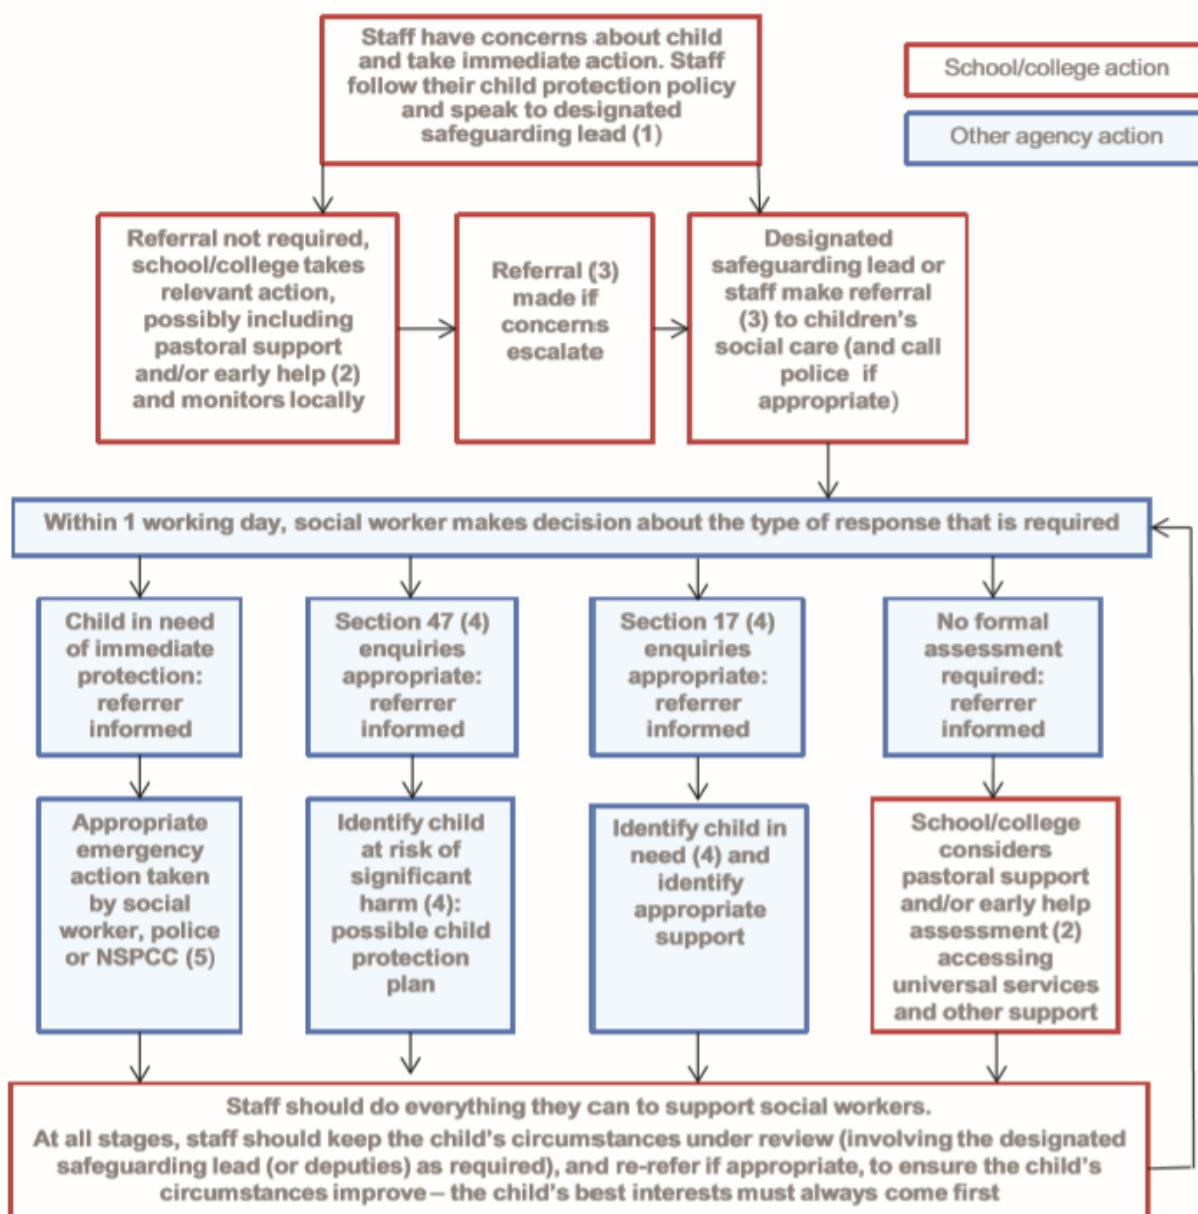 Staff have concerns about child
and take immediate action. Staff
follow their child protection policy
and speak to designated
safeguarding lead (1)
School/college action
Other agency action
Referral not required,
school/college takes
relevant action,
possibly including
pastoral support
and/or early help (2)
and monitors locally
Referral (3)
made if
concerns
escalate
Designated
safeguarding lead or
staff make referral
(3) to children's
social care (and call
police if
appropriate)
Within 1 working day, social worker makes decision about the type of response that is required
Child in need
of immediate
protection:
referrer
informed
Section 47 (4)
enquiries
appropriate:
referrer
informed
Section 17 (4)
enquiries
appropriate:
referrer
informed
No formal
assessment
required:
referrer
informed
Appropriate
emergency
action taken
by social
worker, police
or NSPCC (5)
Identify child
at risk of
significant
harm (4):
possible child
protection
plan
Identify child in
need (4) and
identify
appropriate
support
School/college
considers
pastoral support
and/or early help
assessment (2)
accessing
universal services
and other support
Staff should do everything they can to support social workers.
At all stages, staff should keep the child's circumstances under review (involving the designated
safeguarding lead (or deputies) as required), and re-refer if appropriate, to ensure the child's
circumstances improve – the child's best interests must always come first